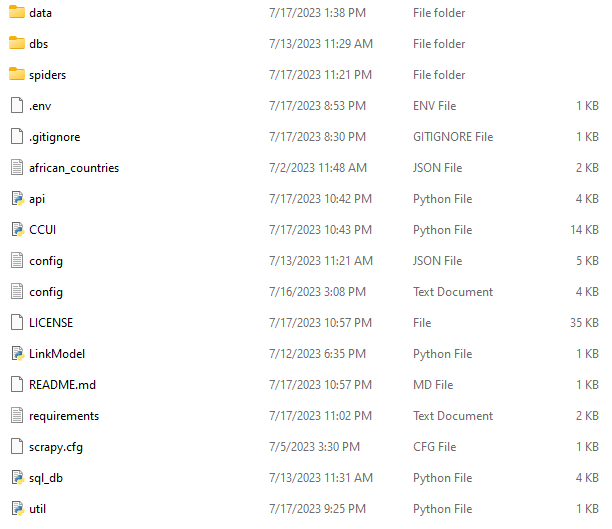 data 7/17/2023 1:38 PM File folder
dbs 7/13/2023 11:29 AM File folder
spiders 7/17/2023 11:21 PM File folder
.env 7/17/2023 8:53 PM ENV File 1 KB
.gitignore 7/17/2023 8:30 PM GITIGNORE File 1 KB
african_countries 7/2/2023 11:48 AM JSON File 2 KB
api 7/17/2023 10:42 PM Python File 4 KB
CCUI 7/17/2023 10:43 PM Python File 14 KB
config 7/13/2023 11:21 AM JSON File 5 KB
config 7/16/2023 3:08 PM Text Document 4 KB
LICENSE 7/17/2023 10:57 PM File 35 KB
LinkModel 7/12/2023 6:35 PM Python File 1 KB
README.md 7/17/2023 10:57 PM MD File 1 KB
requirements 7/17/2023 11:02 PM Text Document 2 KB
scrapy.cfg 7/5/2023 3:30 PM CFG File 1 KB
sql_db 7/13/2023 11:31 AM Python File 4 KB
util 7/17/2023 9:25 PM Python File 1 KB